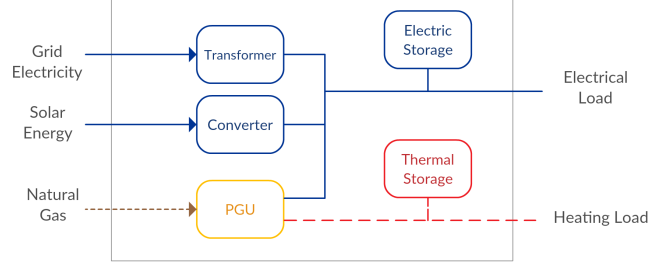 Grid
Electricity
Transformer
Electric
Storage
Electrical
Load
Solar
Energy
Converter
Thermal
Storage
Natural
Gas
PGU
Heating Load